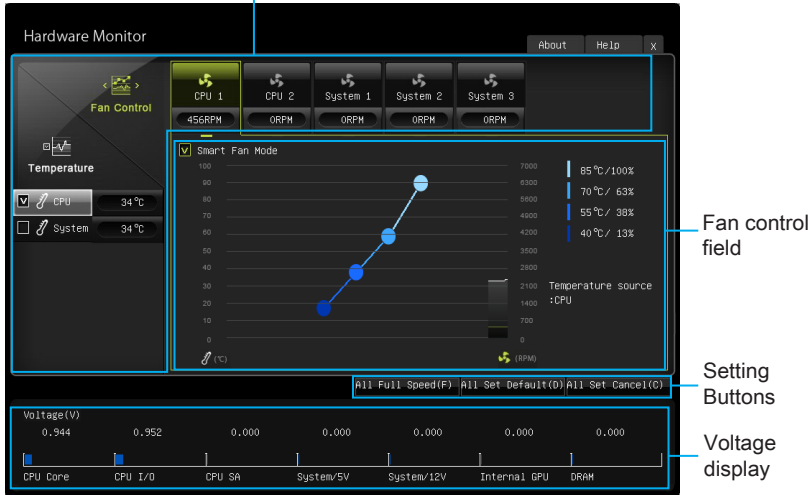 Hardware Monitor
About Help X
Fan Control
CPU 1 CPU 2 System 1 System 2 System 3
456RPM 0RPM 0RPM 0RPM 0RPM
Temperature
V CPU 34°C
System 34°C
V Smart Fan Mode
100 7000
90 6300
80 5600
70 4900
60 4200
50 3500
40 2800
30 2100
20 1400
10 700
0 0
(°C) (RPM)
85°C/100%
70°C/ 63%
55°C/ 38%
40°C/ 13%
Temperature source
:CPU
Fan control
field
All Full Speed(F) All Set Default(D) All Set Cancel(C)
Setting
Buttons
Voltage(V)
0.944 0.952 0.000 0.000 0.000 0.000 0.000
CPU Core CPU I/O CPU SA System/5V System/12V Internal GPU DRAM
Voltage
display